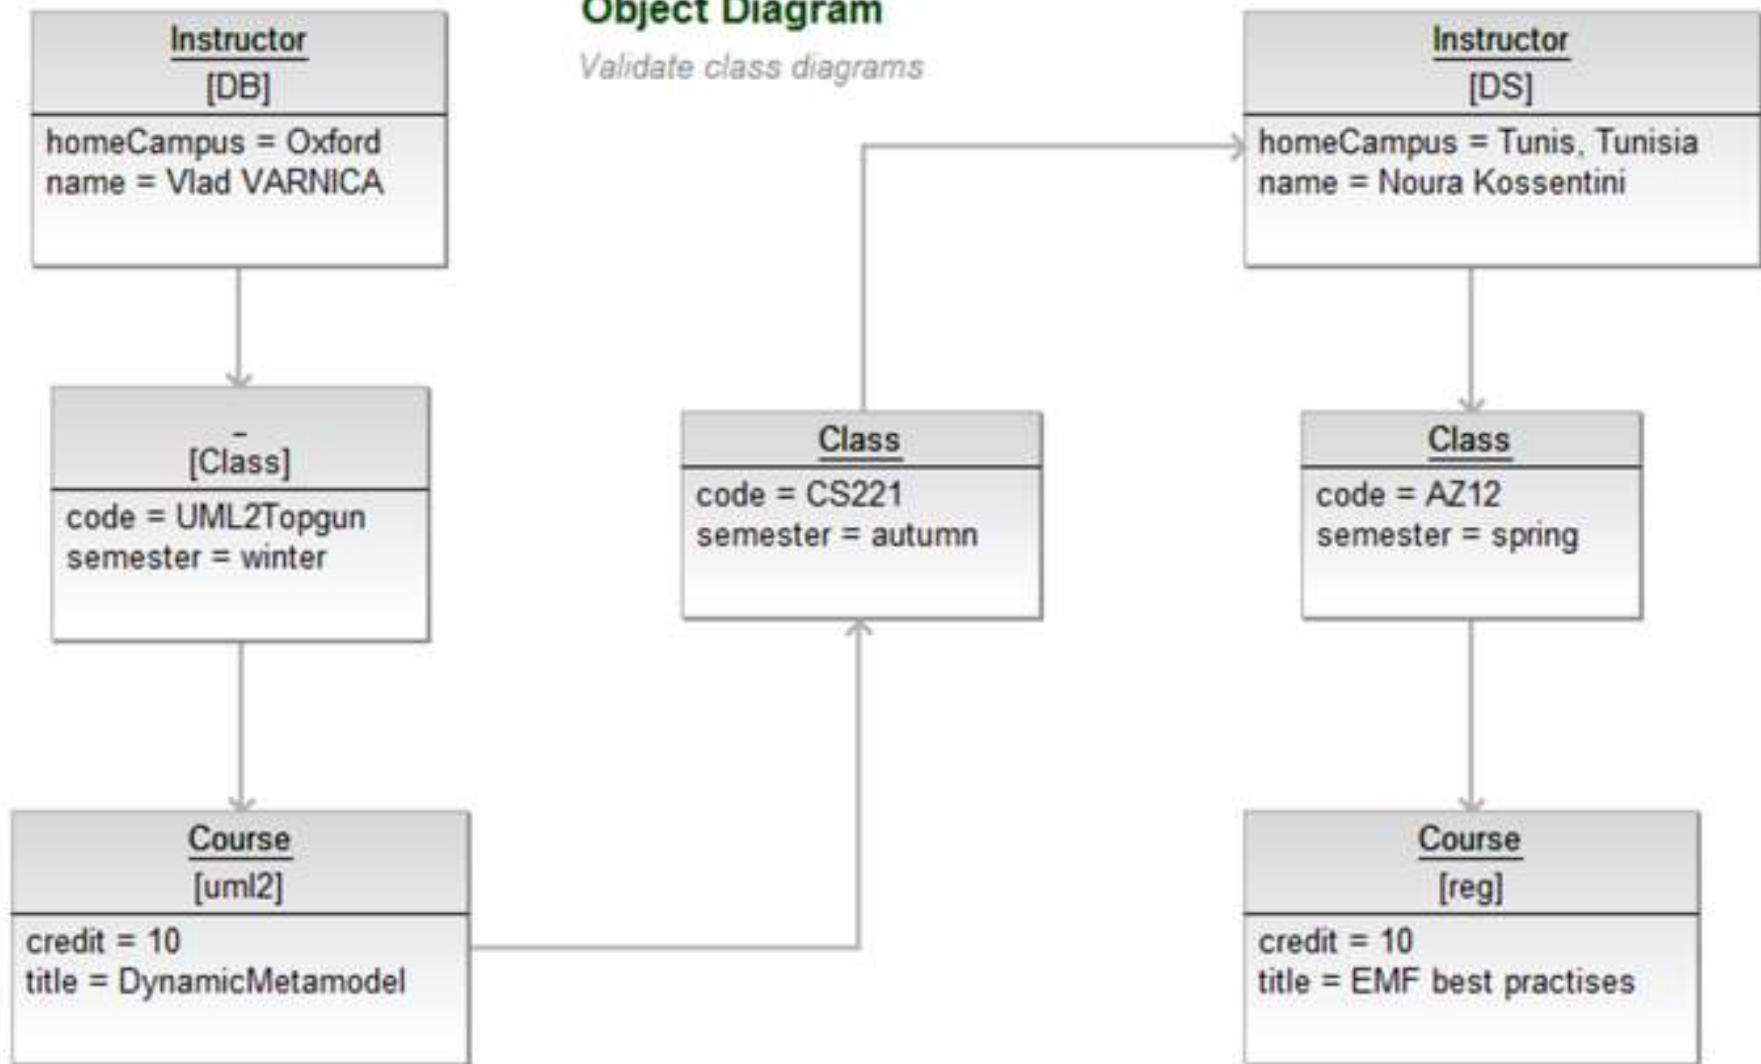 Object Diagram
Validate class diagrams
Instructor
[DB]
homeCampus = Oxford
name = Vlad VARNICA
Instructor
[DS]
homeCampus = Tunis, Tunisia
name = Noura Kossentini
_
[Class]
code = UML2Topgun
semester = winter
Class
code = CS221
semester = autumn
Class
code = AZ12
semester = spring
Course
[uml2]
credit = 10
title = DynamicMetamodel
Course
[reg]
credit = 10
title = EMF best practises